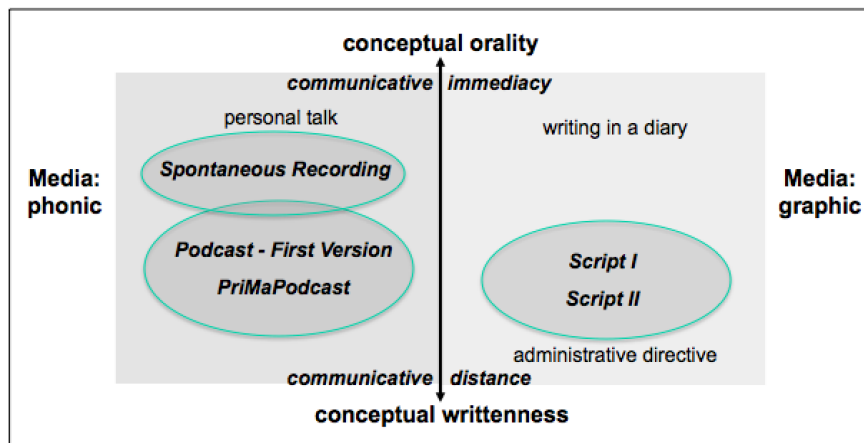 conceptual orality
communicative immediacy
personal talk
writing in a diary
Spontaneous Recording
Media:
phonic
Media:
graphic
Podcast - First Version
PriMaPodcast
Script I
Script II
administrative directive
communicative distance
conceptual writtenness